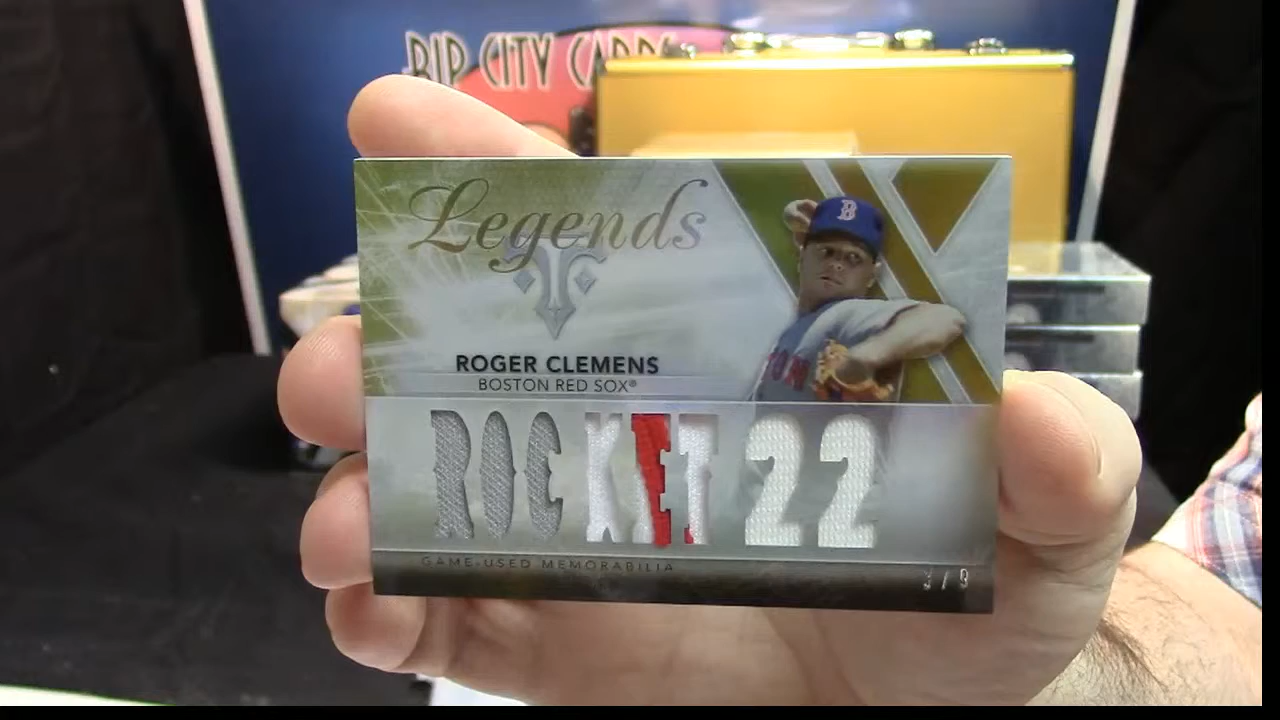 RIP CITY CARDS
Legends
B
ROGER CLEMENS
BOSTON RED SOX®
ROCKET 22
GAME-USED MEMORABILIA